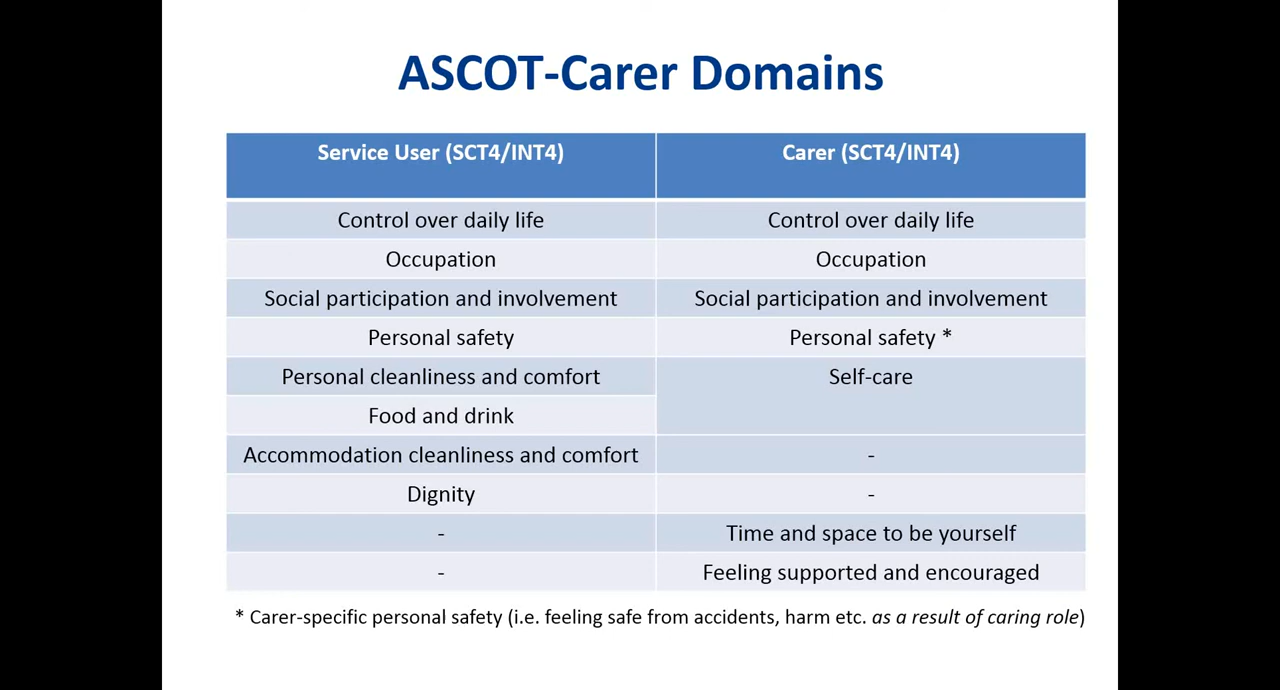 ASCOT-Carer Domains
Service User (SCT4/INT4) Carer (SCT4/INT4)
Control over daily life Control over daily life
Occupation Occupation
Social participation and involvement Social participation and involvement
Personal safety Personal safety *
Personal cleanliness and comfort Self-care
Food and drink
Accommodation cleanliness and comfort -
Dignity -
- Time and space to be yourself
- Feeling supported and encouraged
* Carer-specific personal safety (i.e. feeling safe from accidents, harm etc. as a result of caring role)